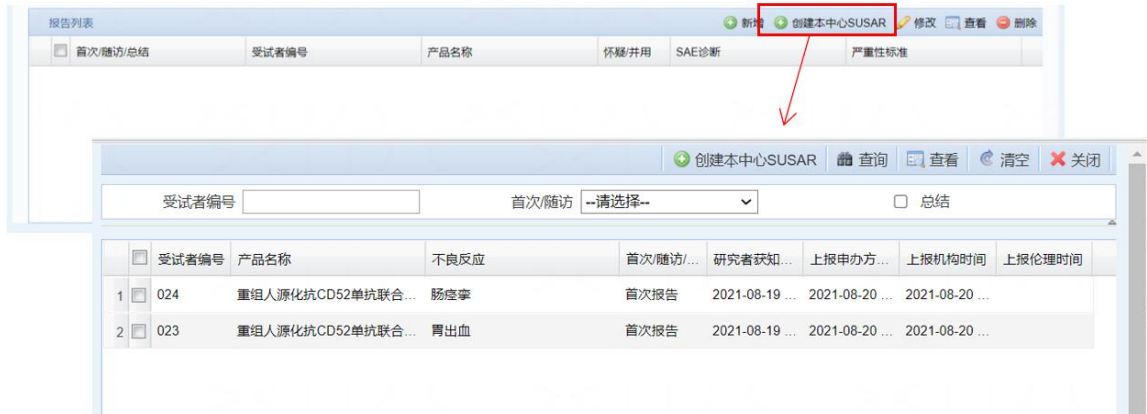 报告列表 新增 创建本中心SUSAR 修改 查看 删除
首次/随访/总结 受试者编号 产品名称 怀疑/并用 SAE诊断 严重性标准
创建本中心SUSAR 查询 查看 清空 关闭
受试者编号 首次/随访 --请选择-- 总结
受试者编号 产品名称 不良反应 首次/随访/... 研究者获知... 上报申办方... 上报机构时间 上报伦理时间
1 024 重组人源化抗CD52单抗联合... 肠痉挛 首次报告 2021-08-19 ... 2021-08-20 ... 2021-08-20 ...
2 023 重组人源化抗CD52单抗联合... 胃出血 首次报告 2021-08-19 ... 2021-08-20 ... 2021-08-20 ...